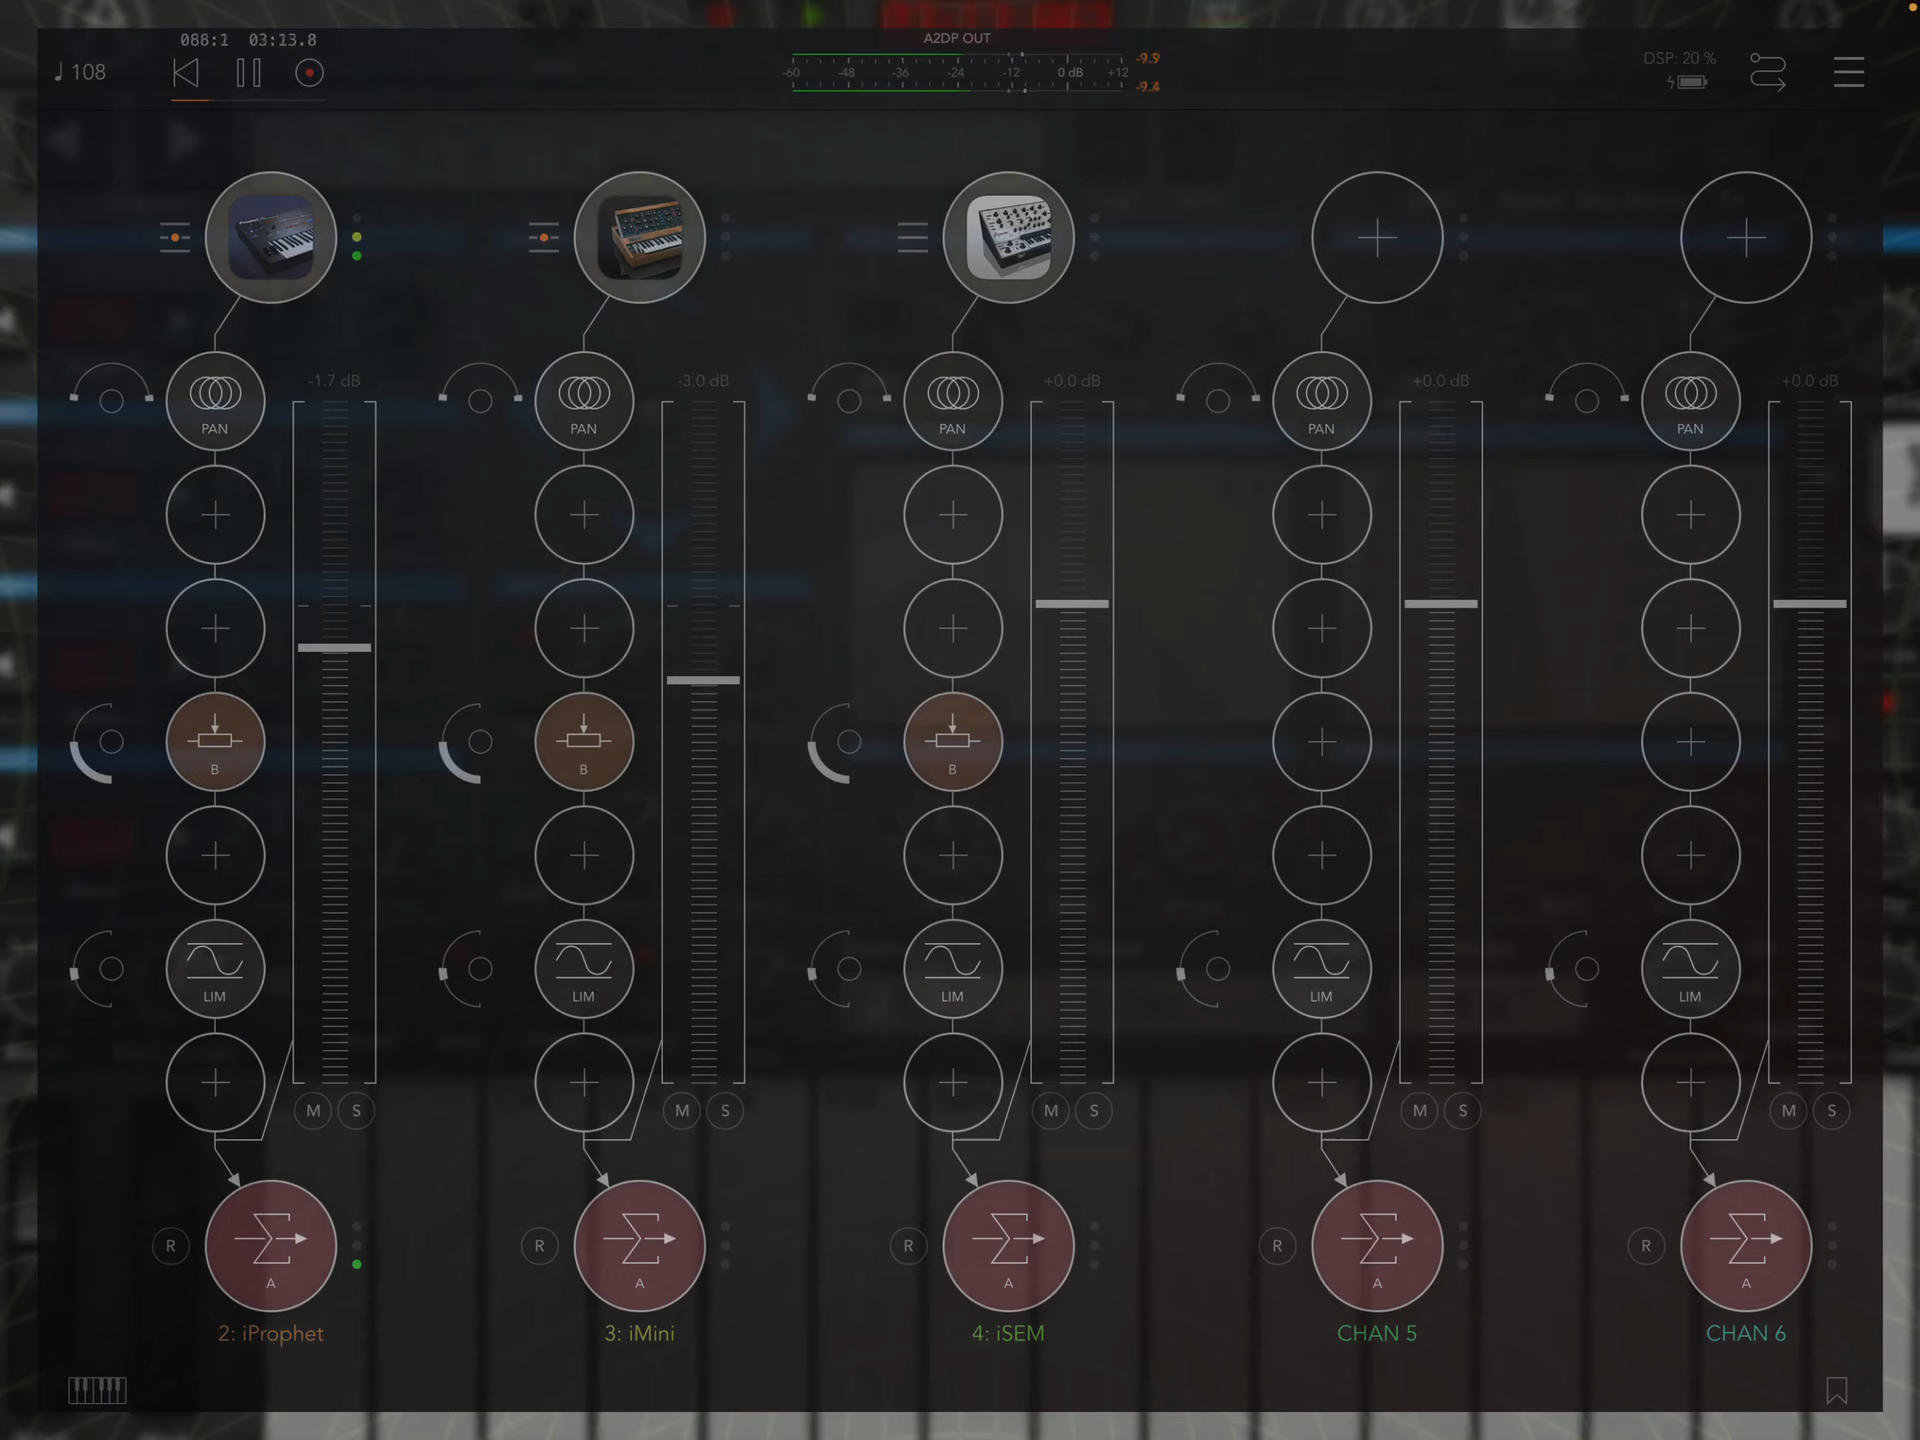 088:1 03:13.8
A2DP OUT
108
-60 -48 -36 -24 -12 0 dB +12
-9.9
-9.4
DSP: 20 %
-1.7 dB
-3.0 dB
+0.0 dB
+0.0 dB
+0.0 dB
PAN
PAN
PAN
PAN
PAN
B
B
B
LIM
LIM
LIM
LIM
LIM
M S
M S
M S
M S
M S
R A
R A
R A
R A
R A
2: iProphet
3: iMini
4: iSEM
CHAN 5
CHAN 6